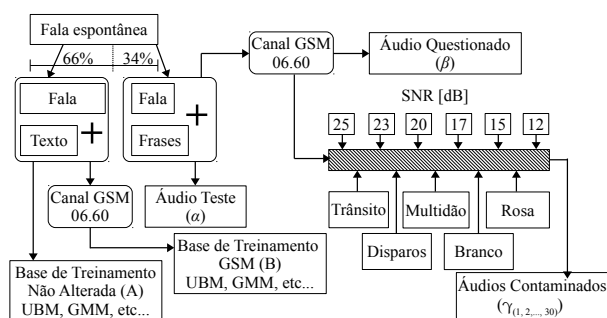 Fala espontânea
66%
34%
Fala
Texto
+
Fala
Frases
+
Canal GSM
06.60
Áudio Questionado
(β)
SNR [dB]
25
23
20
17
15
12
Trânsito
Multidão
Rosa
Disparos
Branco
Canal GSM
06.60
Áudio Teste
(α)
Base de Treinamento
GSM (B)
UBM, GMM, etc...
Base de Treinamento
Não Alterada (A)
UBM, GMM, etc...
Áudios Contaminados
(γ(1, 2,..., 30))